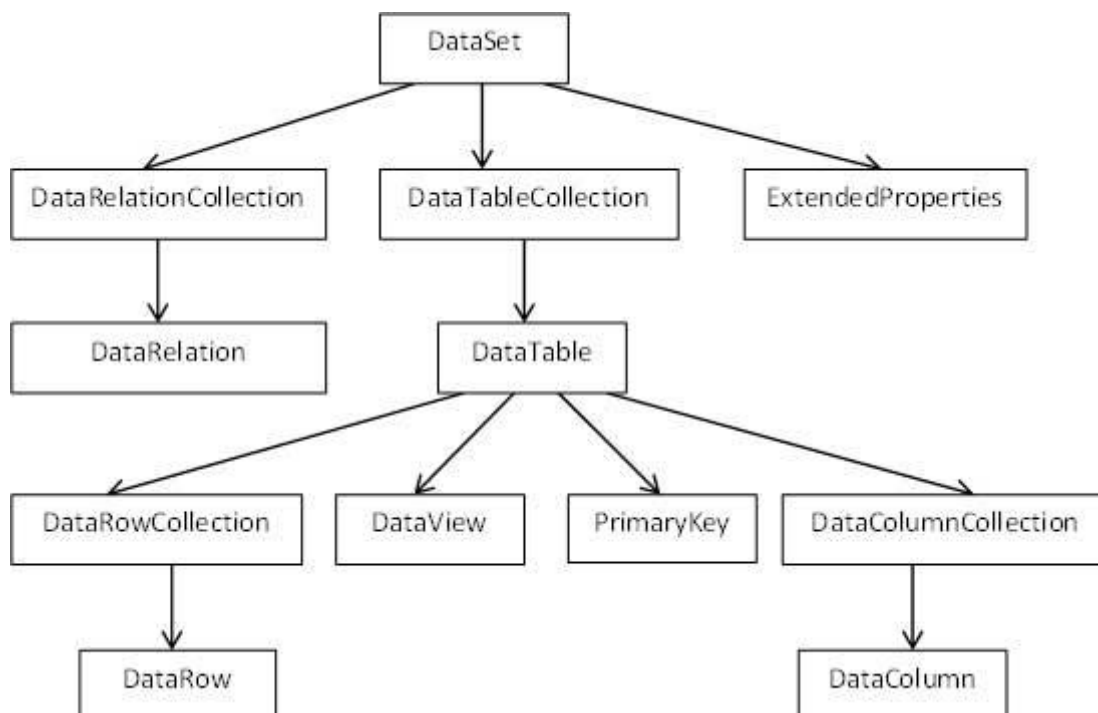 DataSet
DataRelationCollection
DataTableCollection
ExtendedProperties
DataRelation
DataTable
DataRowCollection
DataView
PrimaryKey
DataColumnCollection
DataRow
DataColumn